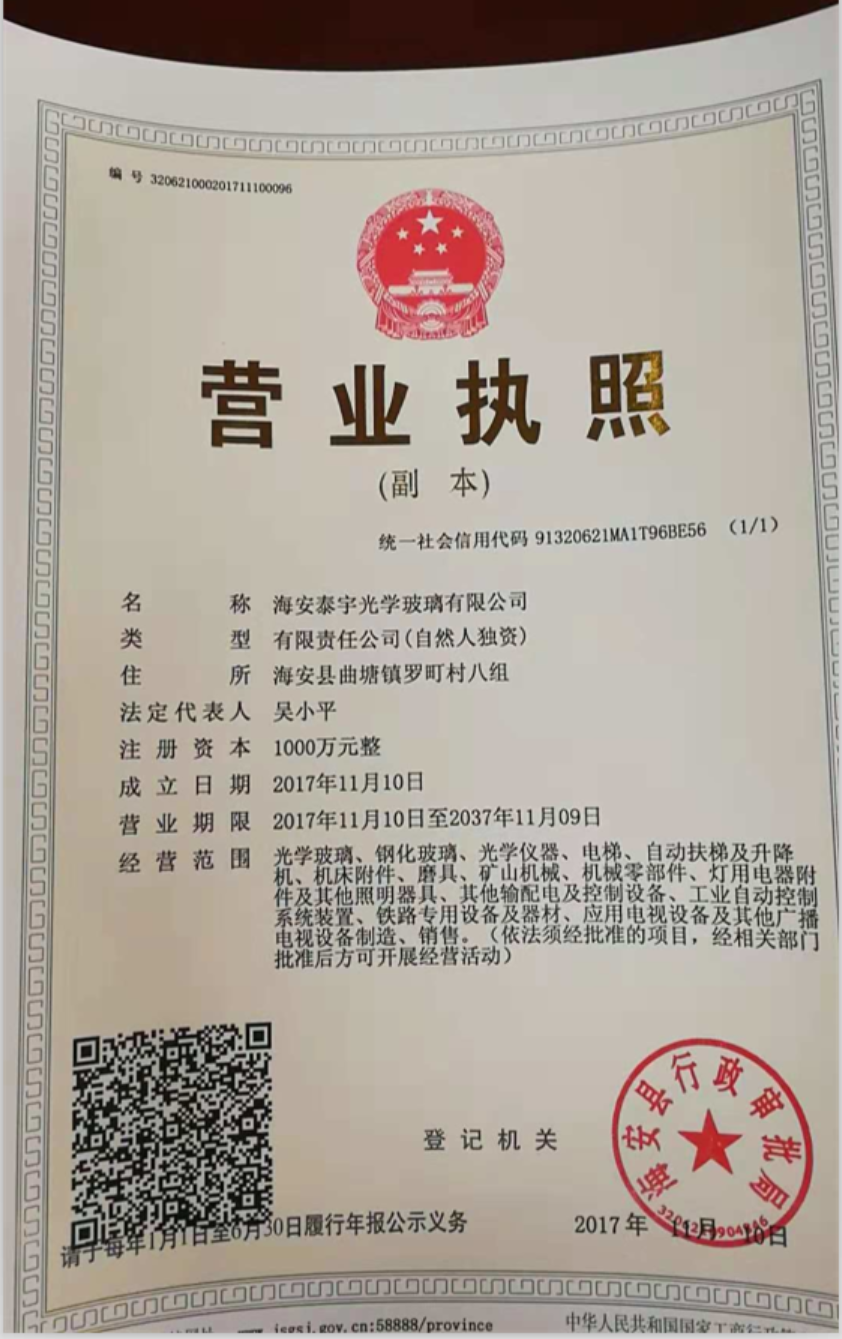 编 号 320621000201711100096
营业执照
(副 本)
统一社会信用代码 91320621MA1T96BE56 (1/1)
名 称 海安泰宇光学玻璃有限公司
类 型 有限责任公司(自然人独资)
住 所 海安县曲塘镇罗町村八组
法定代表人 吴小平
注册资本 1000万元整
成立日期 2017年11月10日
营业期限 2017年11月10日至2037年11月09日
经营范围 光学玻璃、钢化玻璃、光学仪器、电梯、自动扶梯及升降
机、机床附件、磨具、矿山机械、机械零部件、灯用电器附
件及其他照明器具、其他输配电及控制设备、工业自动控制
系统装置、铁路专用设备及器材、应用电视设备及其他广播
电视设备制造、销售。(依法须经批准的项目,经相关部门
批准后方可开展经营活动)
海安县行政审批局
登记机关
请于每年1月1日至6月30日履行年报公示义务
2017年 11月 10日
jsgsj.gov.cn:58888/province
中华人民共和国国家工商行政